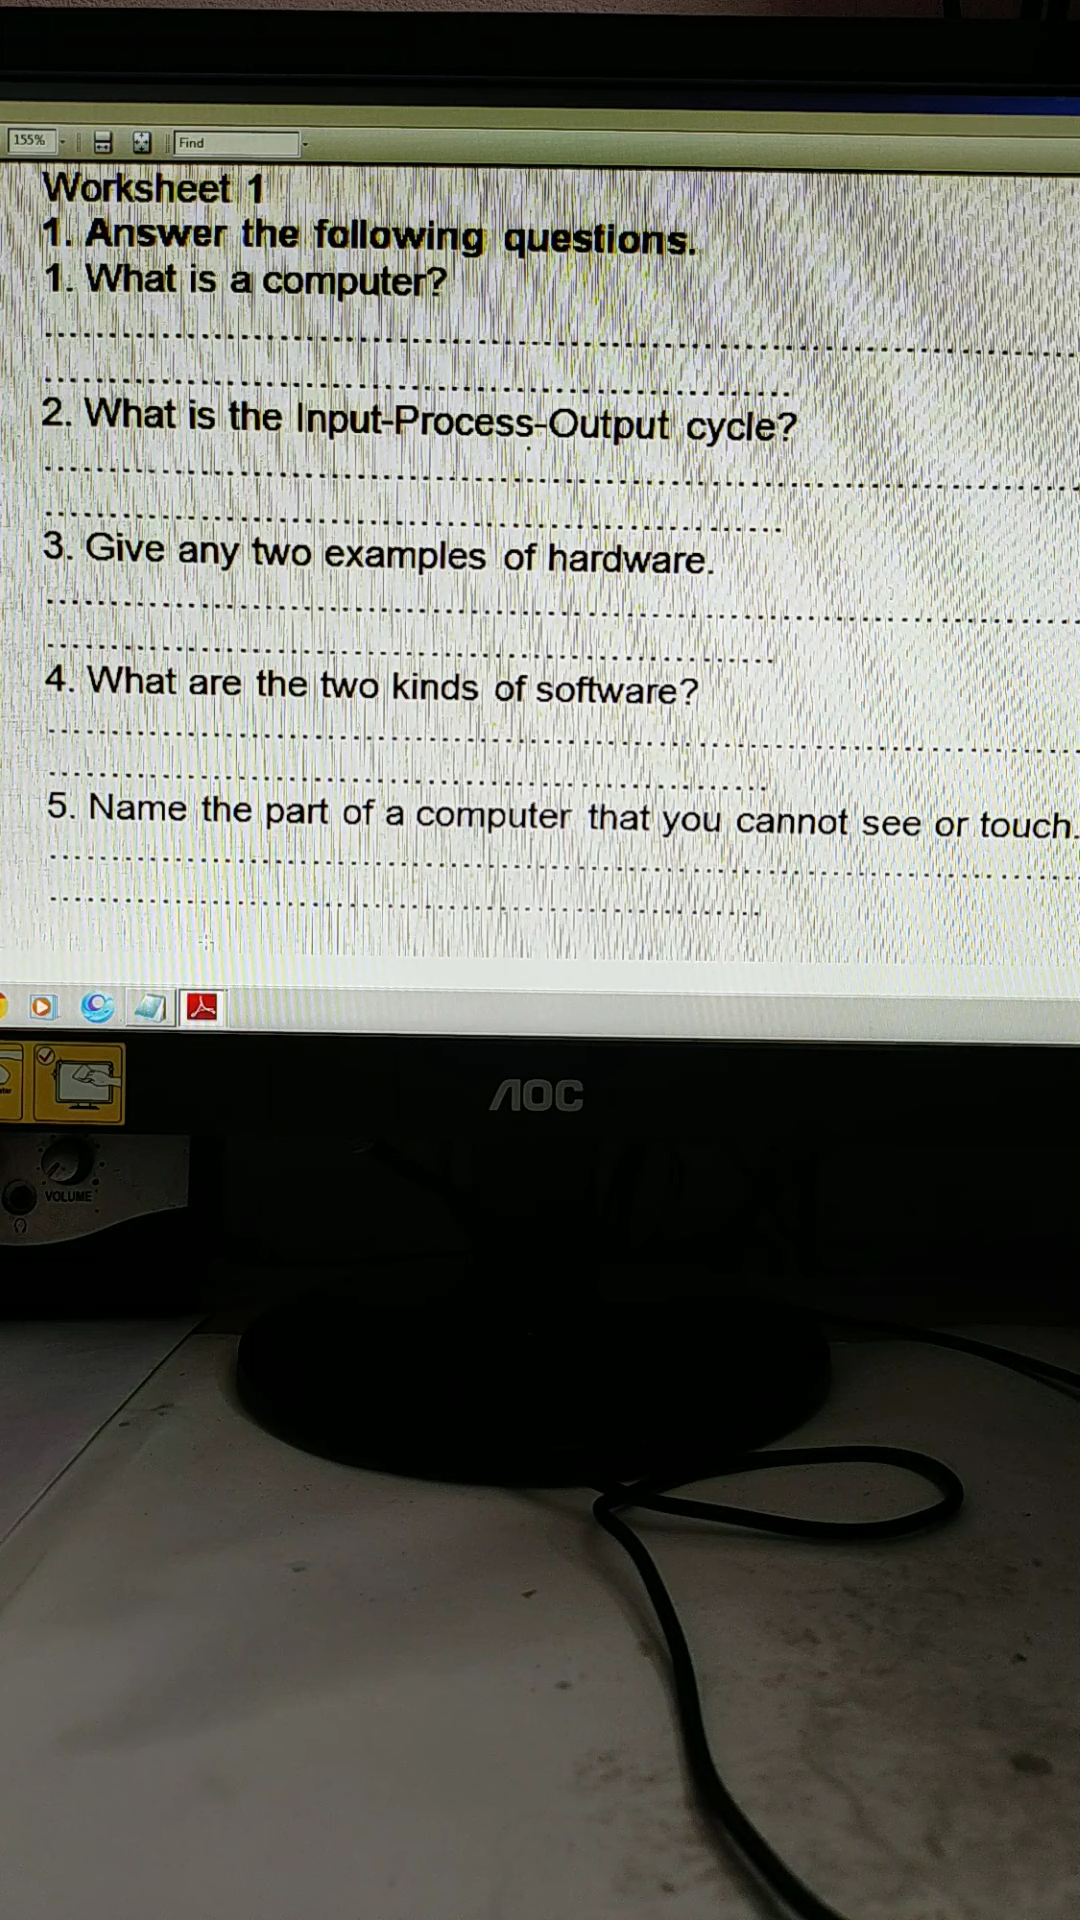 155%
Find
Worksheet 1
1. Answer the following questions.
1. What is a computer?
................................................................................
..........................................................
2. What is the Input-Process-Output cycle?
................................................................................
..........................................................
3. Give any two examples of hardware.
................................................................................
..........................................................
4. What are the two kinds of software?
................................................................................
..........................................................
5. Name the part of a computer that you cannot see or touch.
................................................................................
..........................................................
AOC
VOLUME